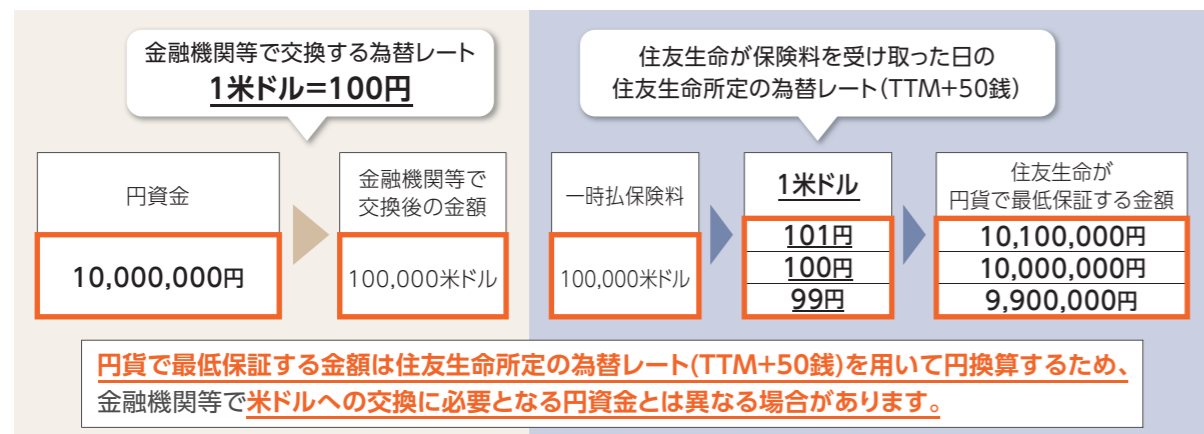 金融機関等で交換する為替レート
1米ドル=100円
住友生命が保険料を受け取った日の
住友生命所定の為替レート(TTM+50銭)
円資金
金融機関等で
交換後の金額
一時払保険料
1米ドル
住友生命が
円貨で最低保証する金額
10,000,000円
100,000米ドル
100,000米ドル
101円
10,100,000円
100円
10,000,000円
99円
9,900,000円
円貨で最低保証する金額は住友生命所定の為替レート(TTM+50銭)を用いて円換算するため、
金融機関等で米ドルへの交換に必要となる円資金とは異なる場合があります。